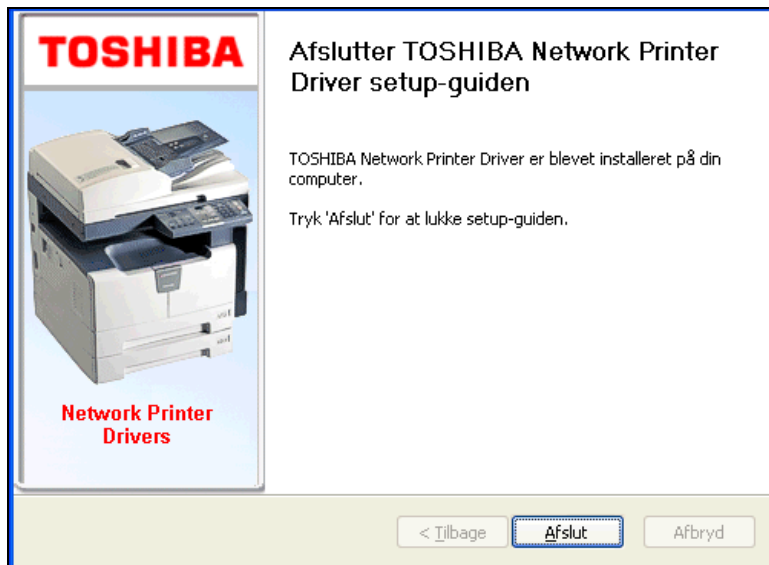 TOSHIBA
Afslutter TOSHIBA Network Printer
Driver setup-guiden
TOSHIBA Network Printer Driver er blevet installeret på din
computer.
Tryk 'Afslut' for at lukke setup-guiden.
Network Printer
Drivers
< Tilbage
Afslut
Afbryd